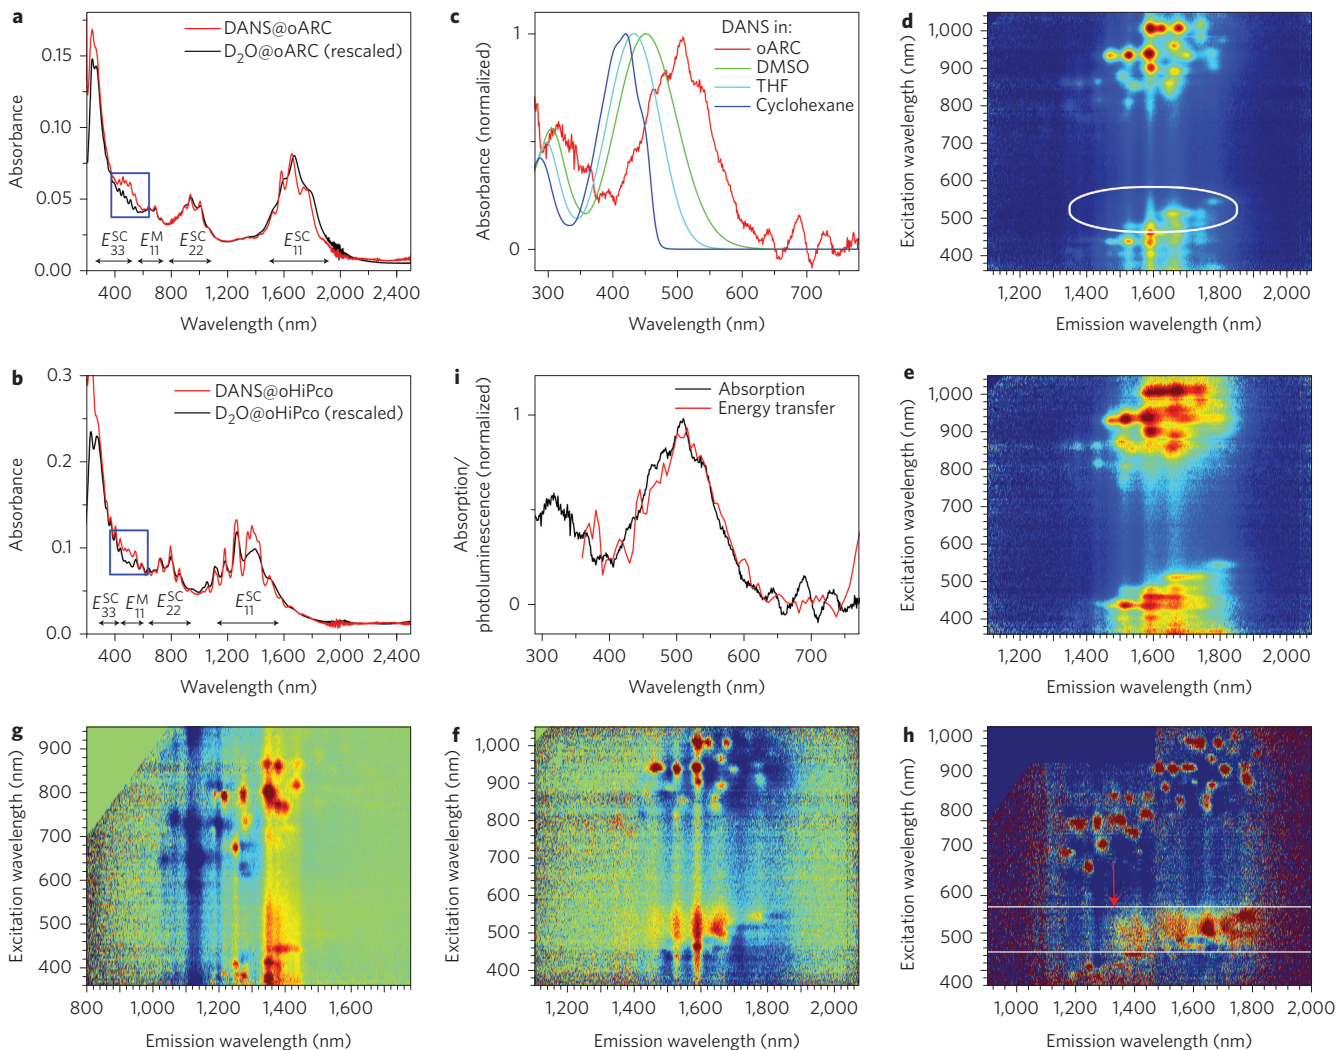 a
DANS@oARC
D2O@oARC (rescaled)
0.15
0.10
0.05
0.00
Absorbance
E33SC E11M E22SC E11SC
400 800 1,200 1,600 2,000 2,400
Wavelength (nm)
c
DANS in:
oARC
DMSO
THF
Cyclohexane
1
0
Absorbance (normalized)
300 400 500 600 700
Wavelength (nm)
d
1,000
900
800
700
600
500
400
Excitation wavelength (nm)
1,200 1,400 1,600 1,800 2,000
Emission wavelength (nm)
b
DANS@oHiPco
D2O@oHiPco (rescaled)
0.3
0.2
0.1
0.0
Absorbance
E33SC E11M E22SC E11SC
400 800 1,200 1,600 2,000 2,400
Wavelength (nm)
i
Absorption
Energy transfer
1
0
Absorption/
photoluminescence (normalized)
300 400 500 600 700
Wavelength (nm)
e
1,000
900
800
700
600
500
400
Excitation wavelength (nm)
1,200 1,400 1,600 1,800 2,000
Emission wavelength (nm)
g
900
800
700
600
500
400
Excitation wavelength (nm)
800 1,000 1,200 1,400 1,600
Emission wavelength (nm)
f
1,000
900
800
700
600
500
400
Excitation wavelength (nm)
1,200 1,400 1,600 1,800 2,000
Emission wavelength (nm)
h
1,000
900
800
700
600
500
400
Excitation wavelength (nm)
1,000 1,200 1,400 1,600 1,800 2,000
Emission wavelength (nm)